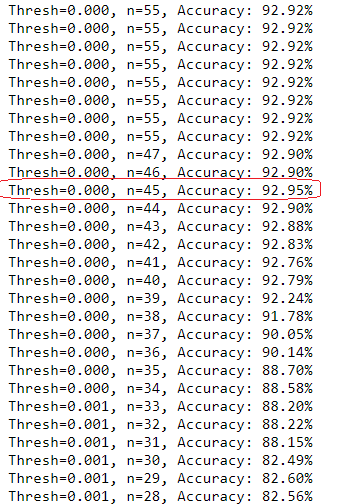 Thresh=0.000, n=55, Accuracy: 92.92%
Thresh=0.000, n=55, Accuracy: 92.92%
Thresh=0.000, n=55, Accuracy: 92.92%
Thresh=0.000, n=55, Accuracy: 92.92%
Thresh=0.000, n=55, Accuracy: 92.92%
Thresh=0.000, n=55, Accuracy: 92.92%
Thresh=0.000, n=55, Accuracy: 92.92%
Thresh=0.000, n=55, Accuracy: 92.92%
Thresh=0.000, n=47, Accuracy: 92.90%
Thresh=0.000, n=46, Accuracy: 92.90%
Thresh=0.000, n=45, Accuracy: 92.95%
Thresh=0.000, n=44, Accuracy: 92.90%
Thresh=0.000, n=43, Accuracy: 92.88%
Thresh=0.000, n=42, Accuracy: 92.83%
Thresh=0.000, n=41, Accuracy: 92.76%
Thresh=0.000, n=40, Accuracy: 92.79%
Thresh=0.000, n=39, Accuracy: 92.24%
Thresh=0.000, n=38, Accuracy: 91.78%
Thresh=0.000, n=37, Accuracy: 90.05%
Thresh=0.000, n=36, Accuracy: 90.14%
Thresh=0.000, n=35, Accuracy: 88.70%
Thresh=0.000, n=34, Accuracy: 88.58%
Thresh=0.001, n=33, Accuracy: 88.20%
Thresh=0.001, n=32, Accuracy: 88.22%
Thresh=0.001, n=31, Accuracy: 88.15%
Thresh=0.001, n=30, Accuracy: 82.49%
Thresh=0.001, n=29, Accuracy: 82.60%
Thresh=0.001, n=28, Accuracy: 82.56%